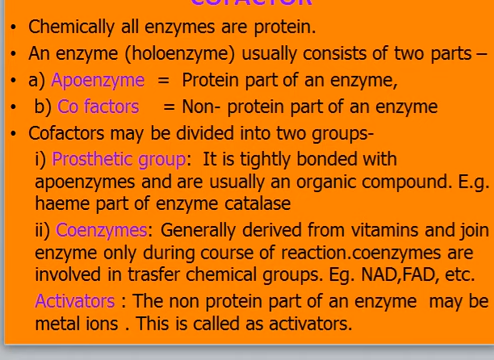 COFACTOR
• Chemically all enzymes are protein.
• An enzyme (holoenzyme) usually consists of two parts –
• a) Apoenzyme = Protein part of an enzyme,
• b) Co factors = Non- protein part of an enzyme
• Cofactors may be divided into two groups-
i) Prosthetic group: It is tightly bonded with
apoenzymes and are usually an organic compound. E.g.
haeme part of enzyme catalase
ii) Coenzymes: Generally derived from vitamins and join
enzyme only during course of reaction.coenzymes are
involved in trasfer chemical groups. Eg. NAD,FAD, etc.
Activators : The non protein part of an enzyme may be
metal ions . This is called as activators.